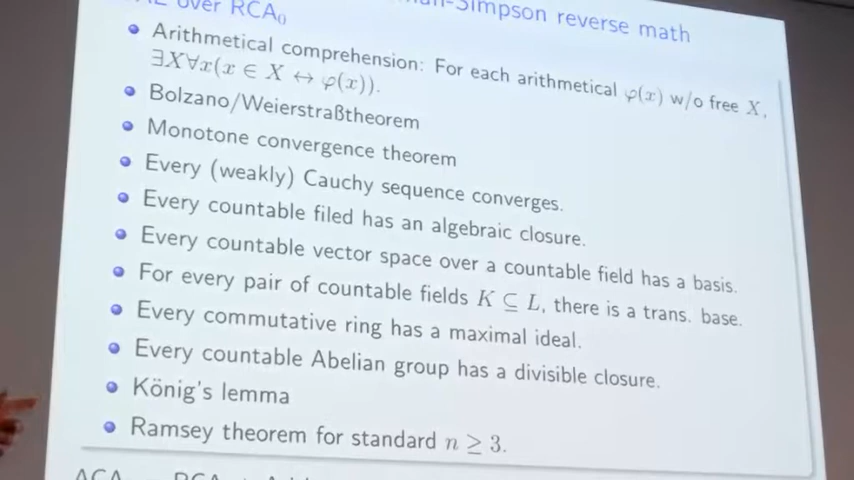 over RCA₀ -Simpson reverse math
Arithmetical comprehension: For each arithmetical φ(x) w/o free X,
∃X∀x(x ∈ X ↔ φ(x)).
Bolzano/Weierstraßtheorem
Monotone convergence theorem
Every (weakly) Cauchy sequence converges.
Every countable filed has an algebraic closure.
Every countable vector space over a countable field has a basis.
For every pair of countable fields K ⊆ L, there is a trans. base.
Every commutative ring has a maximal ideal.
Every countable Abelian group has a divisible closure.
König's lemma
Ramsey theorem for standard n ≥ 3.